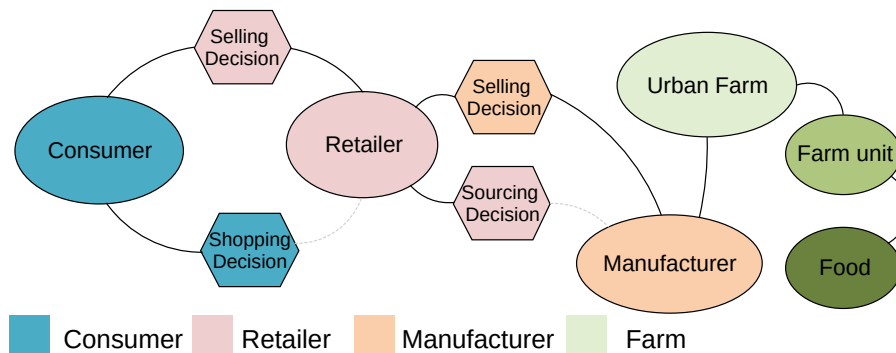 Selling
Decision
Consumer
Retailer
Selling
Decision
Urban Farm
Farm unit
Shopping
Decision
Sourcing
Decision
Manufacturer
Food
Consumer
Retailer
Manufacturer
Farm